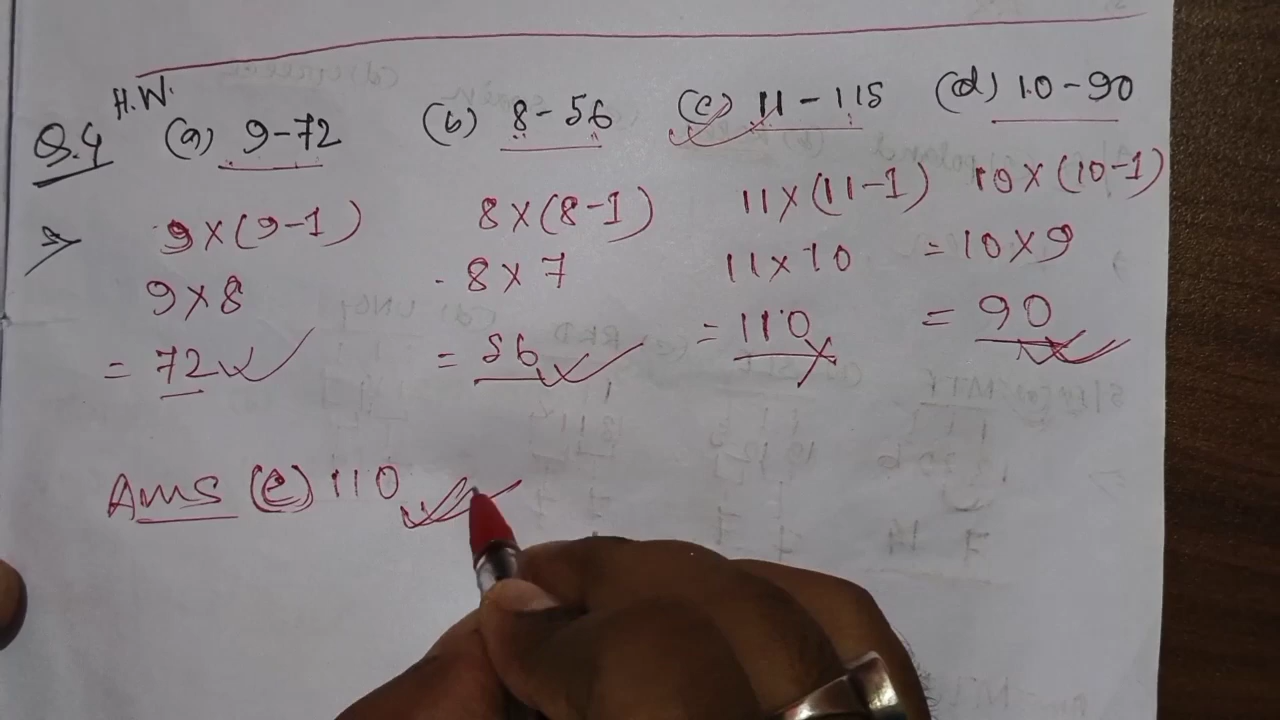 H.W.
Q.4 (a) 9-72 (b) 8-56 (c) 11-115 (d) 10-90
⇒ 9×(9-1) 8×(8-1) 11×(11-1) 10×(10-1)
9×8 8×7 11×10 =10×9
= 72 = 56 = 110 = 90
Ans (c) 110